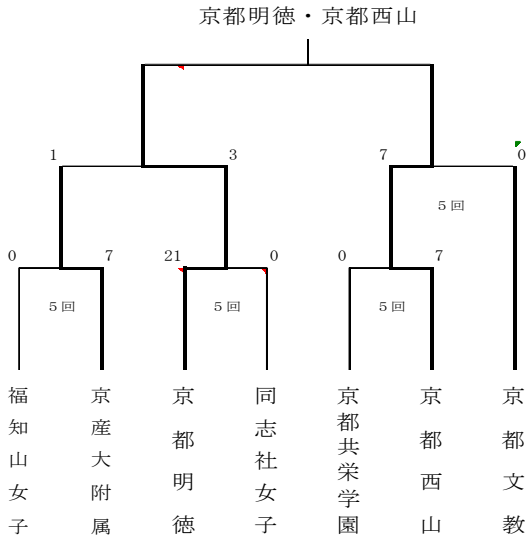 京都明徳・京都西山
1 3 7 0
5回
0 7 21 0 0 7
5回 5回 5回
福知山女子
京産大附属
京都明徳
同志社女子
京都共栄学園
京都西山
京都文教